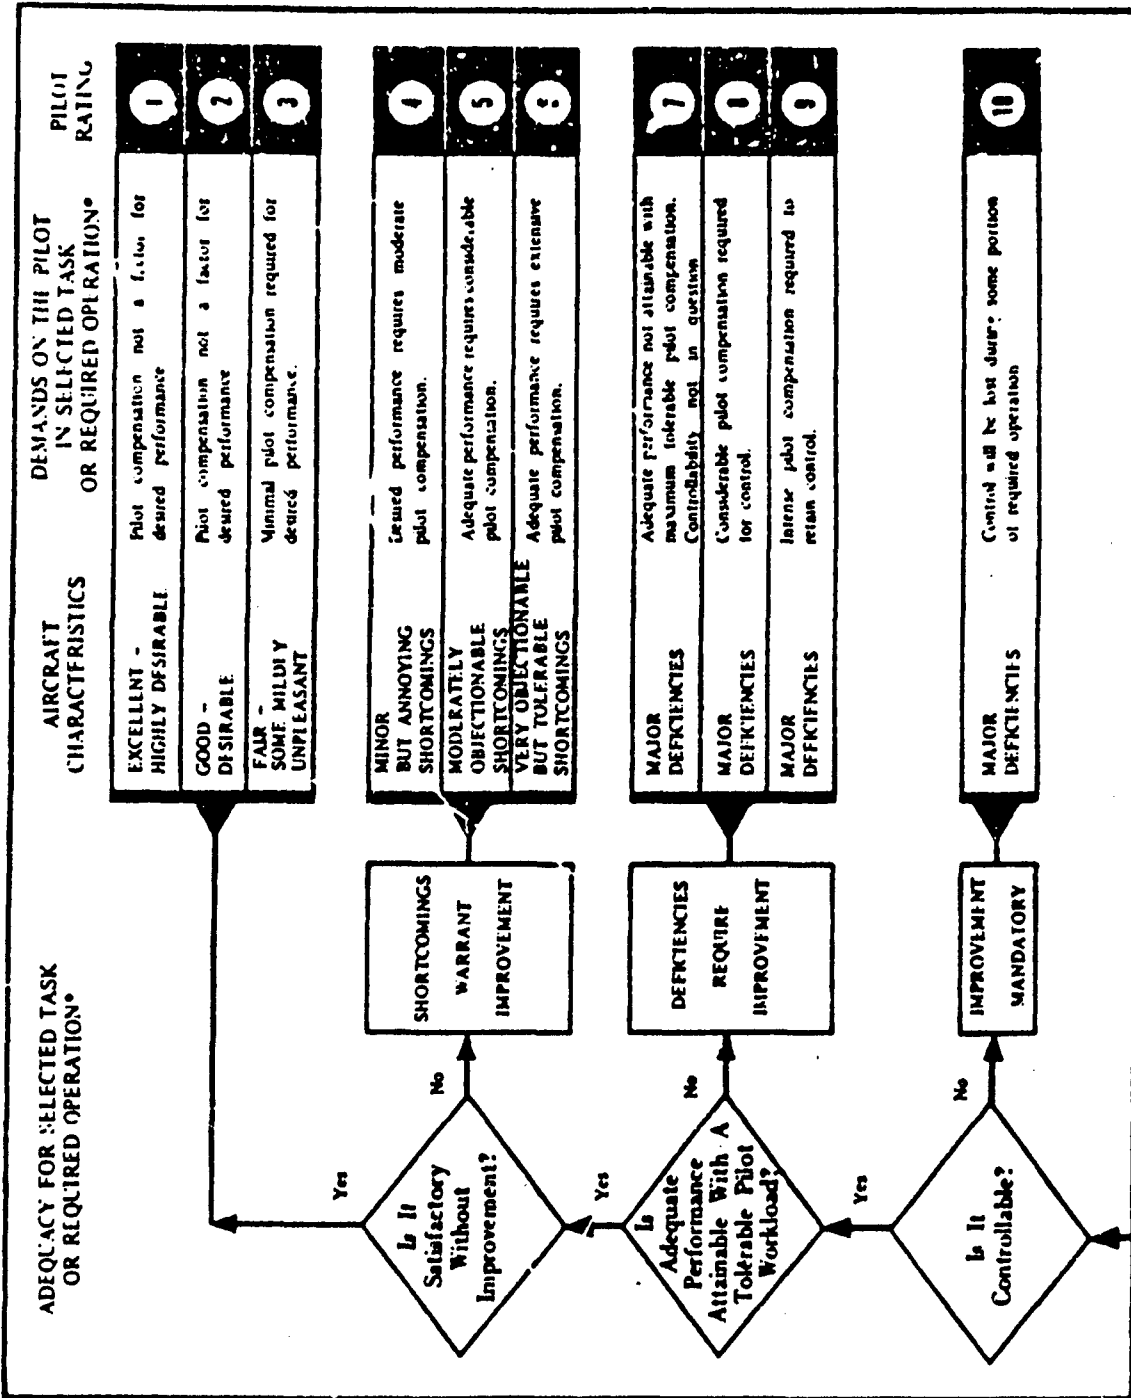 ADEQUACY FOR SELECTED TASK
OR REQUIRED OPERATION*
AIRCRAFT
CHARACTERISTICS
DEMANDS ON THE PILOT
IN SELECTED TASK
OR REQUIRED OPERATION*
PILOT
RATING
EXCELLENT –
HIGHLY DESIRABLE
Pilot compensation not a factor for
desired performance
1
GOOD –
DESIRABLE
Pilot compensation not a factor for
desired performance
2
FAIR –
SOME MILDLY
UNPLEASANT
Minimal pilot compensation required for
desired performance.
3
Yes
Is It
Satisfactory
Without
Improvement?
No
SHORTCOMINGS
WARRANT
IMPROVEMENT
MINOR
BUT ANNOYING
SHORTCOMINGS
Desired performance requires moderate
pilot compensation.
4
MODERATELY
OBJECTIONABLE
SHORTCOMINGS
Adequate performance requires considerable
pilot compensation.
5
VERY OBJECTIONABLE
BUT TOLERABLE
SHORTCOMINGS
Adequate performance requires extensive
pilot compensation.
6
Yes
Is
Adequate
Performance
Attainable With A
Tolerable Pilot
Workload?
No
DEFICIENCIES
REQUIRE
IMPROVEMENT
MAJOR
DEFICIENCIES
Adequate performance not attainable with
maximum tolerable pilot compensation.
Controllability not in question
7
MAJOR
DEFICIENCIES
Considerable pilot compensation required
for control.
8
MAJOR
DEFICIENCIES
Intense pilot compensation required to
retain control.
9
Yes
Is It
Controllable?
No
IMPROVEMENT
MANDATORY
MAJOR
DEFICIENCIES
Control will be lost during some portion
of required operation
10